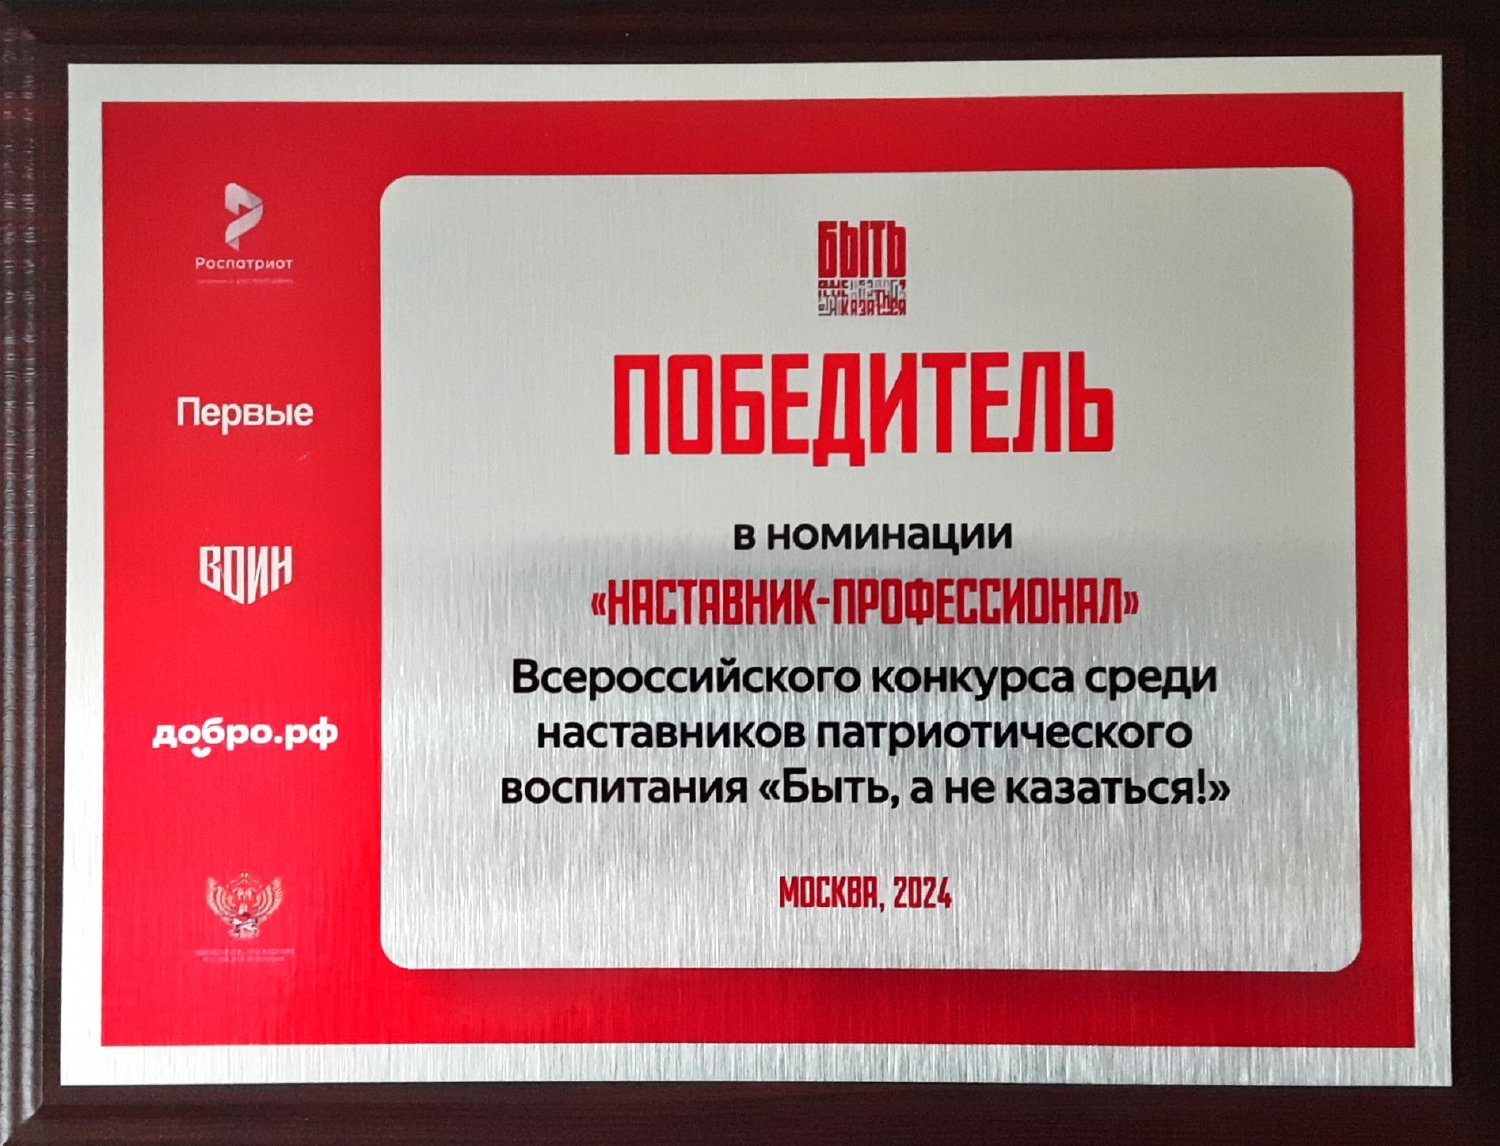 Роспатриот
Первые
ВОИН
добро.рф
БЫТЬ
КАЗАТЬСЯ
ПОБЕДИТЕЛЬ
в номинации
«НАСТАВНИК-ПРОФЕССИОНАЛ»
Всероссийского конкурса среди
наставников патриотического
воспитания «Быть, а не казаться!»
МОСКВА, 2024